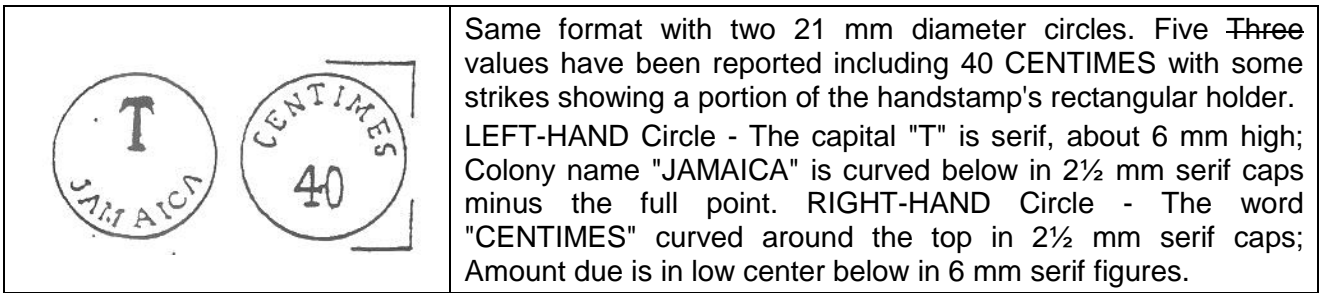 T
JAMAICA
CENTIMES
40
Same format with two 21 mm diameter circles. Five Three
values have been reported including 40 CENTIMES with some
strikes showing a portion of the handstamp's rectangular holder.
LEFT-HAND Circle - The capital "T" is serif, about 6 mm high;
Colony name "JAMAICA" is curved below in 2½ mm serif caps
minus the full point. RIGHT-HAND Circle - The word
"CENTIMES" curved around the top in 2½ mm serif caps;
Amount due is in low center below in 6 mm serif figures.